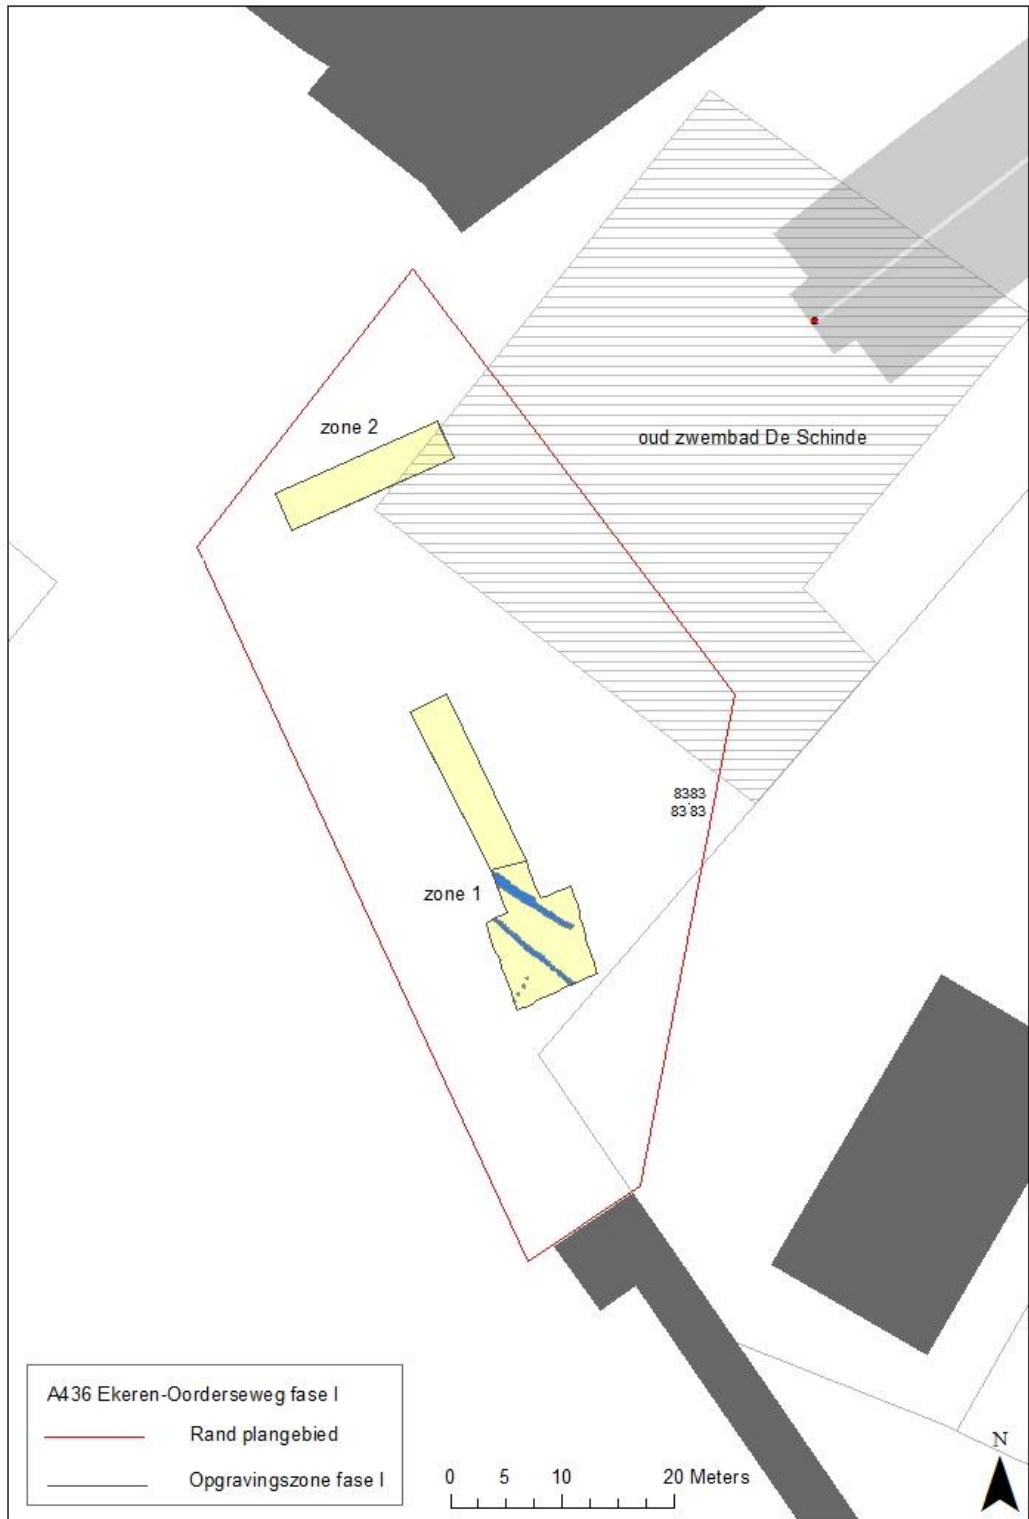 zone 2
oud zwembad De Schinde
8383
83'83
zone 1
A436 Ekeren-Oorderseweg fase I
Rand plangebied
Opgravingszone fase I
0 5 10 20 Meters
N